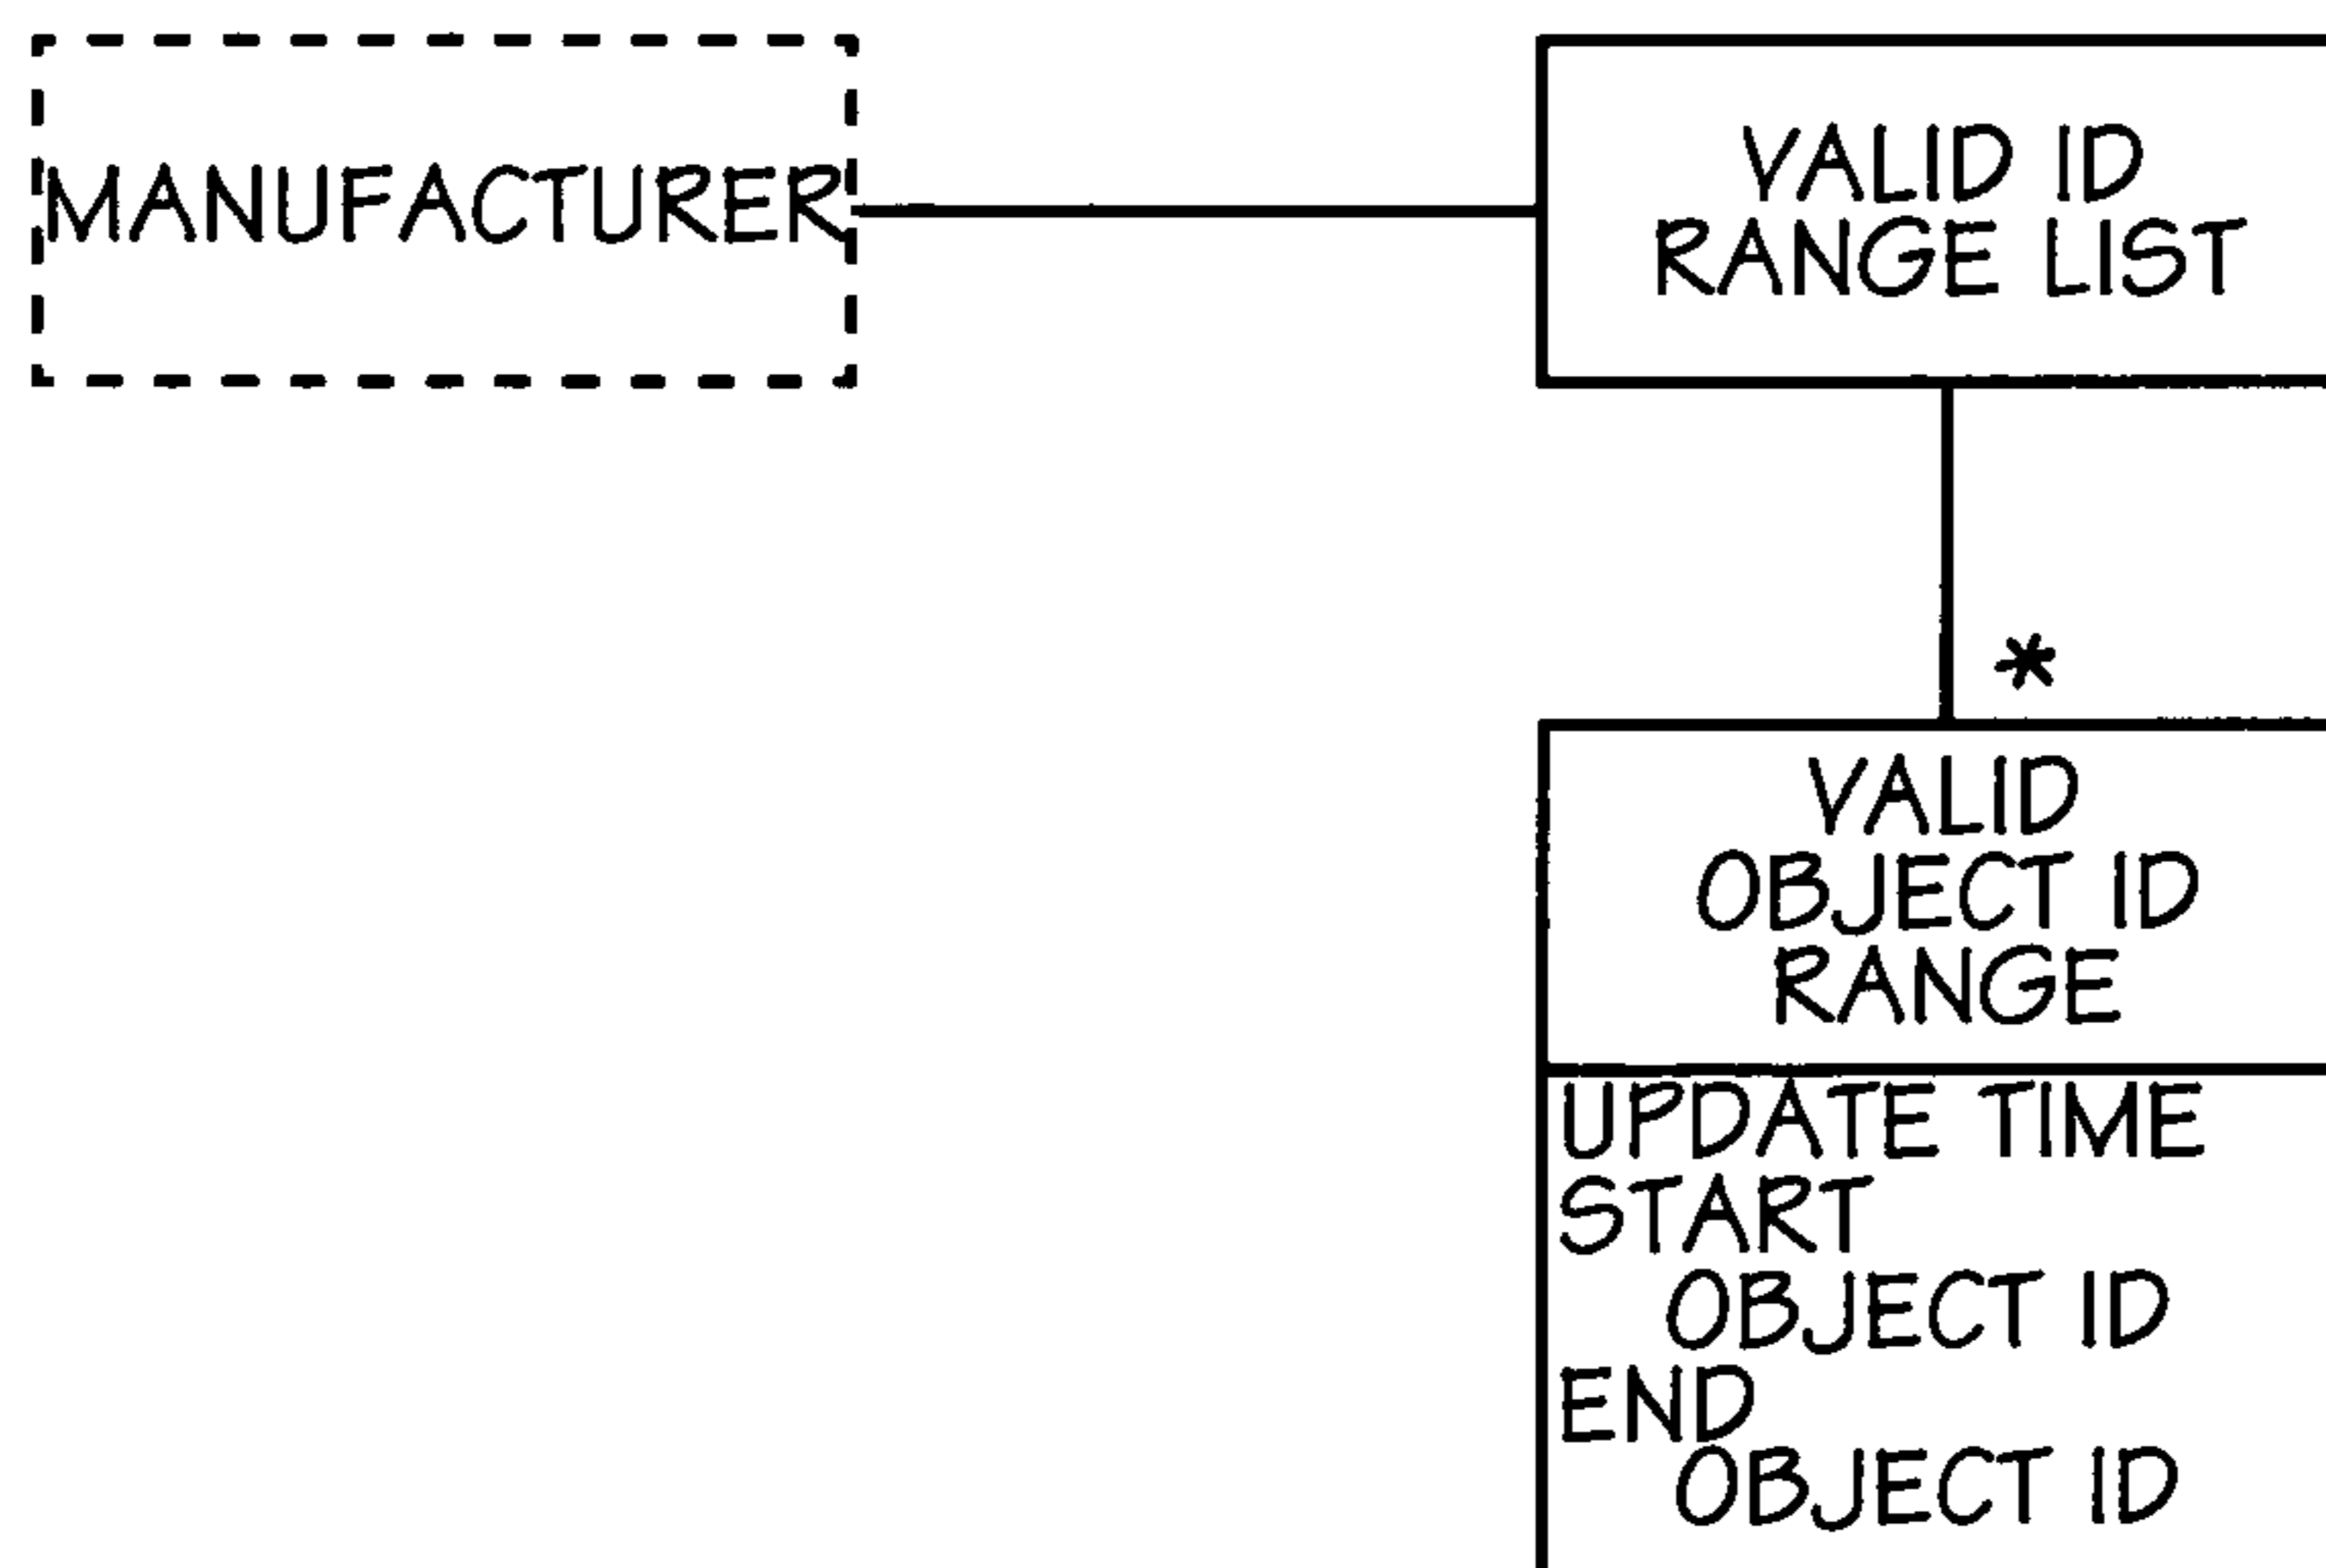 MANUFACTURER
VALID ID
RANGE LIST
*
VALID
OBJECT ID
RANGE
UPDATE TIME
START
OBJECT ID
END
OBJECT ID